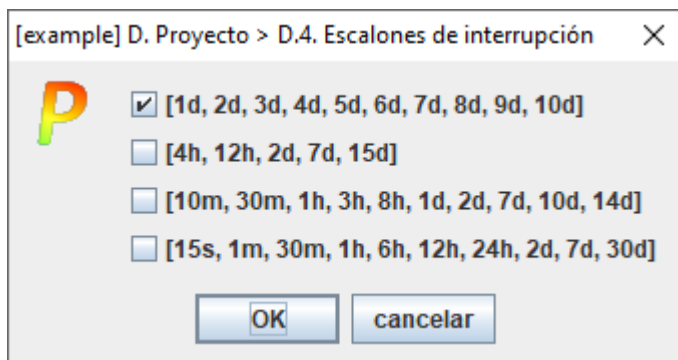 [example] D. Proyecto > D.4. Escalones de interrupción
P
[1d, 2d, 3d, 4d, 5d, 6d, 7d, 8d, 9d, 10d]
[4h, 12h, 2d, 7d, 15d]
[10m, 30m, 1h, 3h, 8h, 1d, 2d, 7d, 10d, 14d]
[15s, 1m, 30m, 1h, 6h, 12h, 24h, 2d, 7d, 30d]
OK cancelar